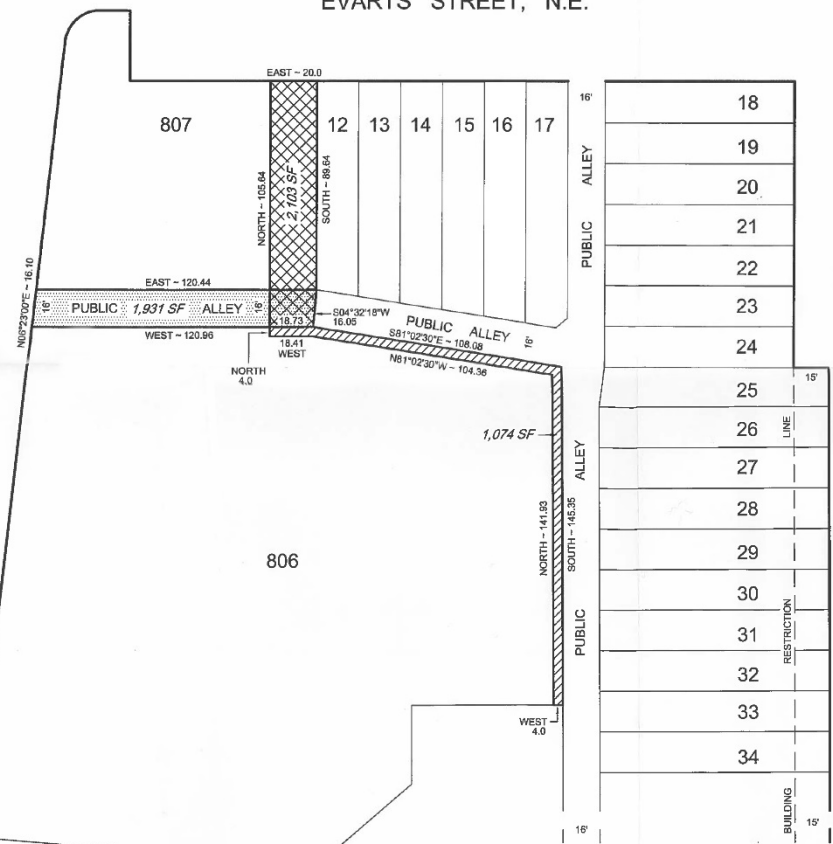 EVARTS STREET, N.E.
EAST ~ 20.0
807
12
13
14
15
16
17
16'
18
19
20
21
22
23
24
NORTH ~ 105.64
2,103 SF
SOUTH ~ 89.64
PUBLIC ALLEY
N06°23'00"E ~ 16.10
EAST ~ 120.44
16'
PUBLIC 1,931 SF ALLEY
16'
WEST ~ 120.96
18.73
S04°32'18"W
16.05
PUBLIC ALLEY
16'
S81°02'30"E ~ 108.08
18.41
WEST
N81°02'30"W ~ 104.36
NORTH
4.0
15'
25
26
27
28
29
30
31
32
33
34
1,074 SF
NORTH ~ 141.93
SOUTH ~ 145.35
PUBLIC ALLEY
806
WEST
4.0
BUILDING RESTRICTION LINE
16'
15'